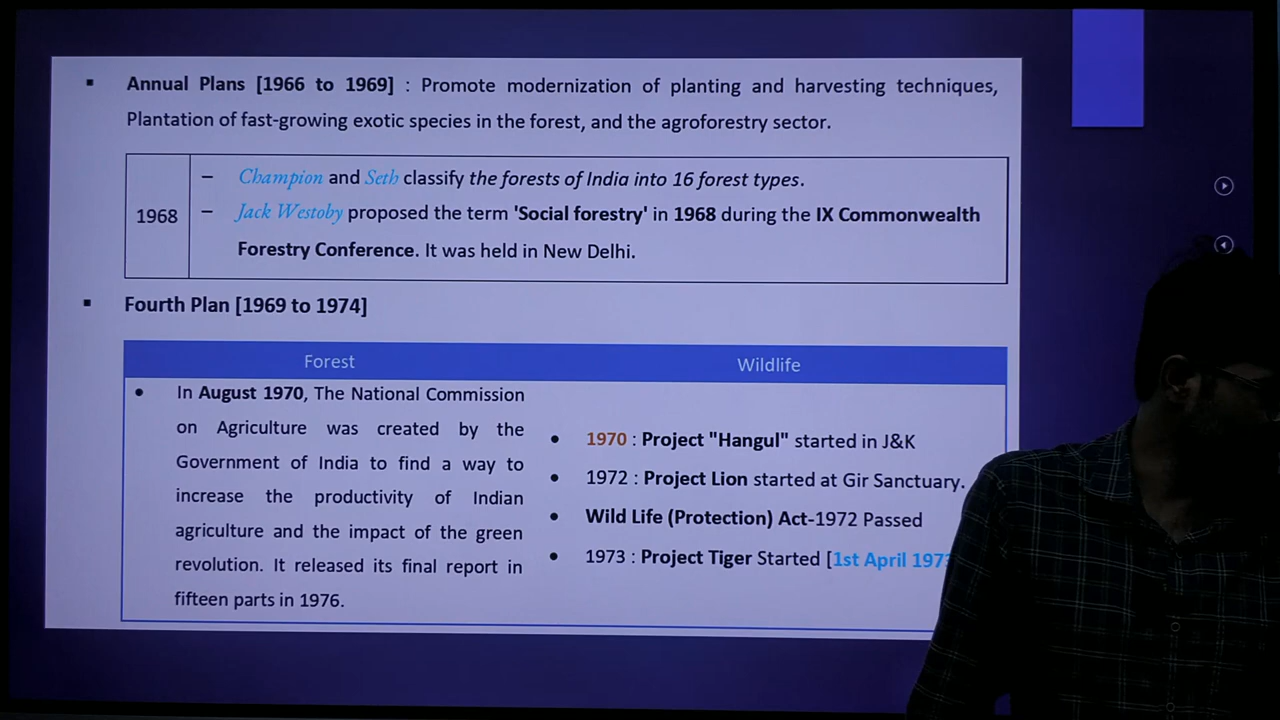 Annual Plans [1966 to 1969] : Promote modernization of planting and harvesting techniques,
Plantation of fast-growing exotic species in the forest, and the agroforestry sector.
1968
– Champion and Seth classify the forests of India into 16 forest types.
– Jack Westoby proposed the term 'Social forestry' in 1968 during the IX Commonwealth
Forestry Conference. It was held in New Delhi.
Fourth Plan [1969 to 1974]
Forest
Wildlife
In August 1970, The National Commission
on Agriculture was created by the
Government of India to find a way to
increase the productivity of Indian
agriculture and the impact of the green
revolution. It released its final report in
fifteen parts in 1976.
1970 : Project "Hangul" started in J&K
1972 : Project Lion started at Gir Sanctuary.
Wild Life (Protection) Act-1972 Passed
1973 : Project Tiger Started [1st April